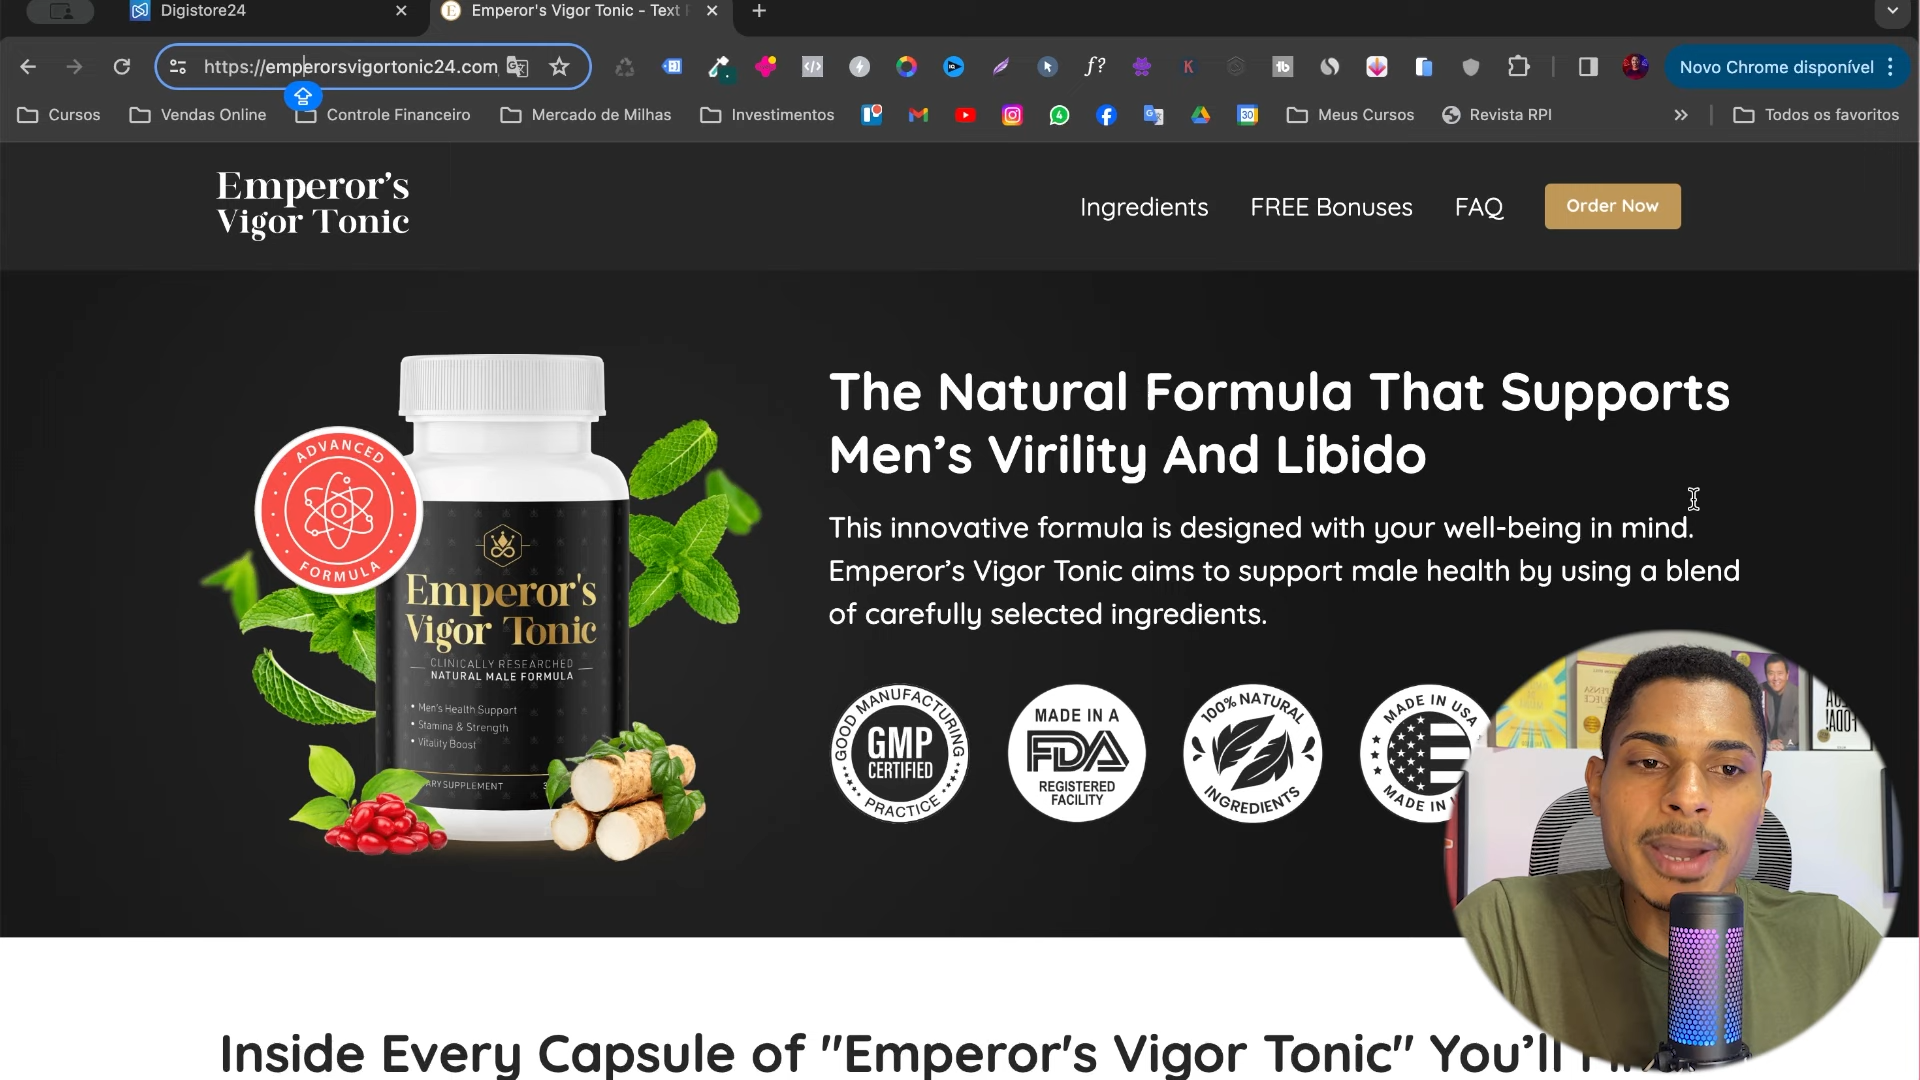 Digistore24
Emperor's Vigor Tonic - Text
https://emperorsvigortonic24.com
Novo Chrome disponível
Cursos
Vendas Online
Controle Financeiro
Mercado de Milhas
Investimentos
Meus Cursos
Revista RPI
Todos os favoritos
Emperor's
Vigor Tonic
Ingredients
FREE Bonuses
FAQ
Order Now
The Natural Formula That Supports
Men’s Virility And Libido
This innovative formula is designed with your well-being in mind.
Emperor’s Vigor Tonic aims to support male health by using a blend
of carefully selected ingredients.
ADVANCED
FORMULA
Emperor's
Vigor Tonic
CLINICALLY RESEARCHED
NATURAL MALE FORMULA
• Men's Health Support
• Stamina & Strength
• Vitality Boost
SUPPLEMENT
GOOD MANUFACTURING
GMP
CERTIFIED
PRACTICE
MADE IN A
FDA
REGISTERED
FACILITY
100% NATURAL
INGREDIENTS
MADE IN USA
MADE IN
Inside Every Capsule of "Emperor's Vigor Tonic" You’ll